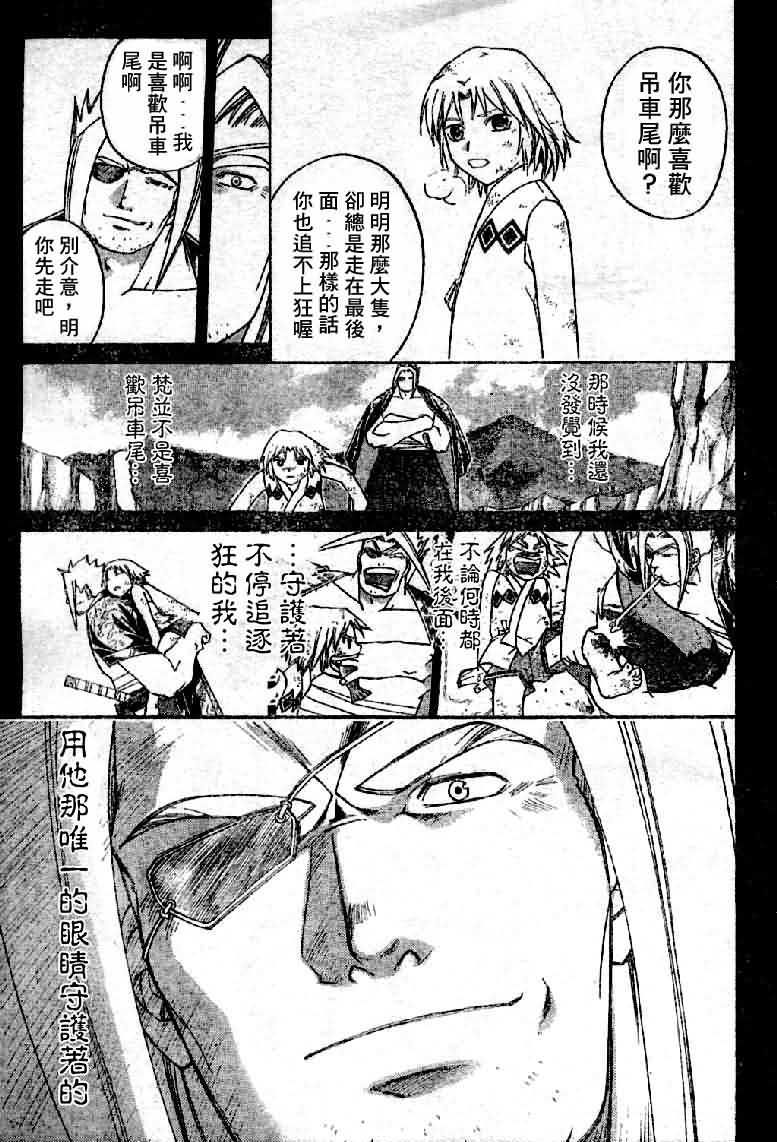 你那麼喜歡
吊車尾啊？
明明那麼大隻，
卻總是走在最後
面…那樣的話
你也追不上狂喔
啊啊…我
是喜歡吊車
尾啊
別介意，明
你先走吧
那時候我還
沒發覺到…
梵並不是喜
歡吊車尾…
不論何時都
在我後面…
…守護著
不停追逐
狂的我…
用他那唯一的眼睛守護著的